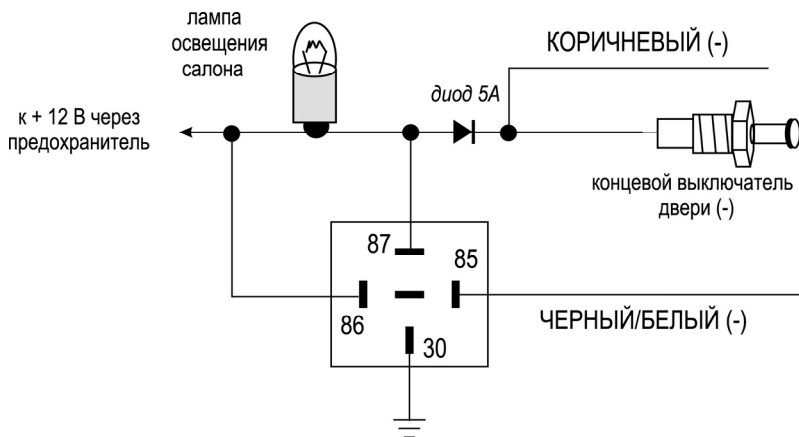 лампа
освещения
салона
КОРИЧНЕВЫЙ (-)
диод 5А
к + 12 В через
предохранитель
концевой выключатель
двери (-)
87
85
86
30
ЧЕРНЫЙ/БЕЛЫЙ (-)